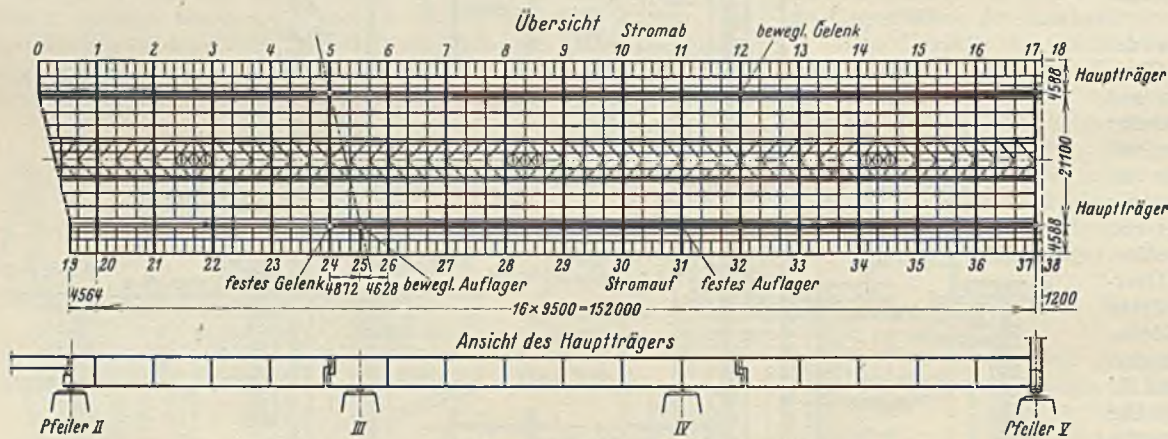 Übersicht
Stromab
bewegl. Gelenk
0 1 2 3 4 5 6 7 8 9 10 11 12 13 14 15 16 17 18
4588
Hauptträger
21100
Hauptträger
4588
19 20 21 22 23 24 25 26 27 28 29 30 31 32 33 34 35 36 37 38
festes Gelenk
4872 4628
bewegl. Auflager
Stromauf
festes Auflager
4564
16×9500=152000
1200
Ansicht des Hauptträgers
Pfeiler II
III
IV
Pfeiler V